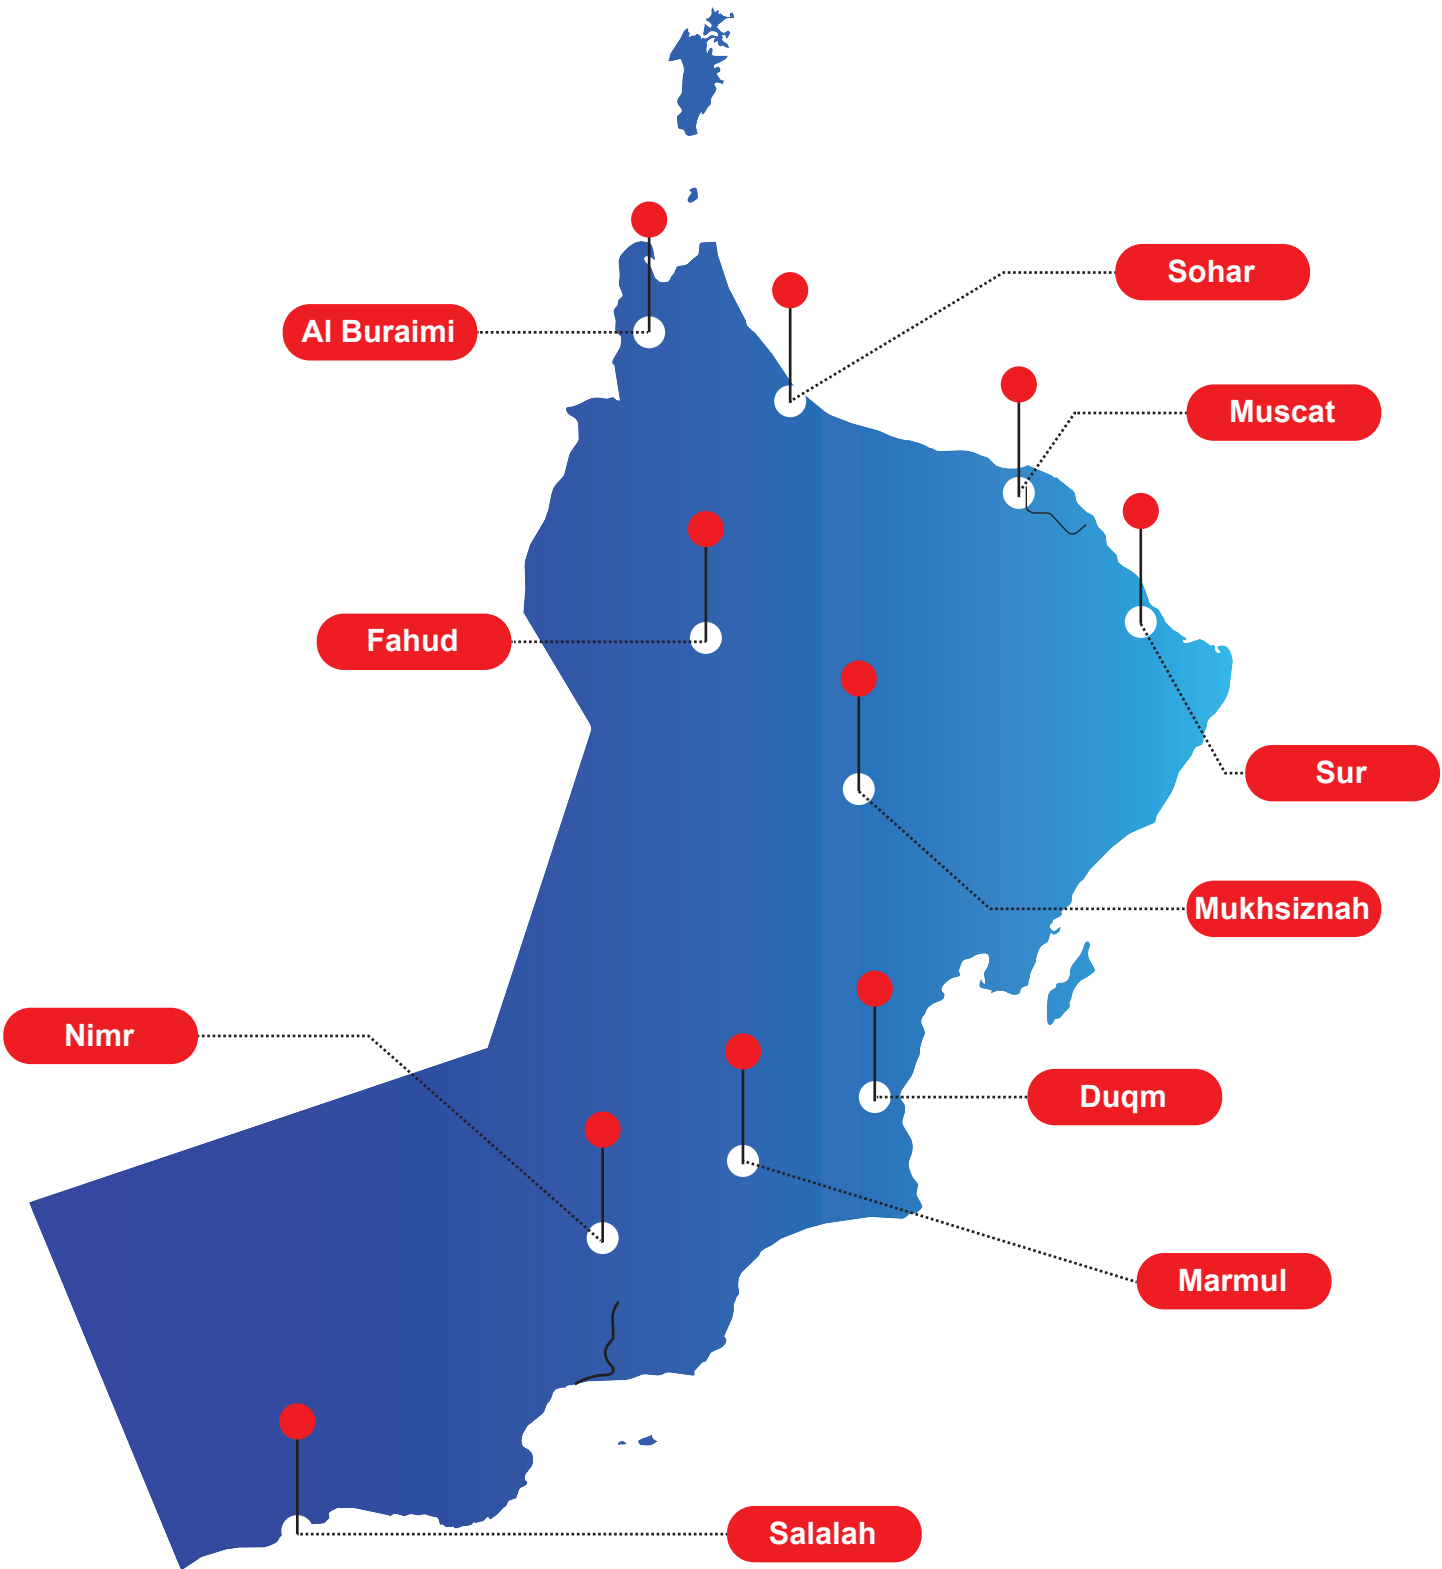 Sohar
Al Buraimi
Muscat
Fahud
Sur
Mukhsiznah
Nimr
Duqm
Marmul
Salalah